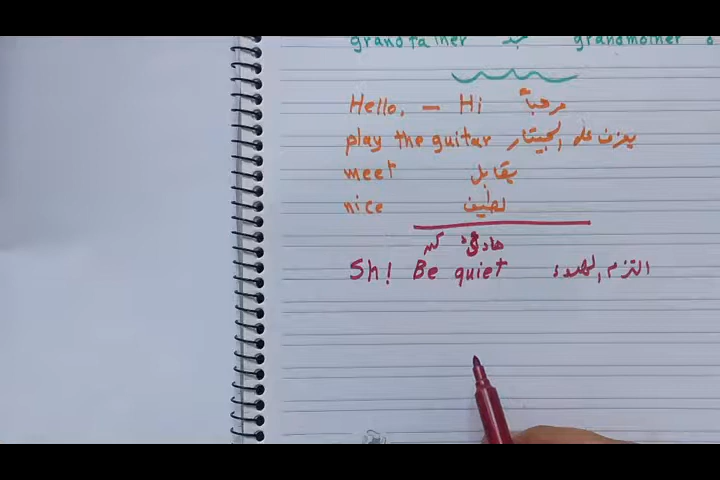 grandfather جد grandmother
Hello, - Hi مرحباً
play the guitar يعزف على الجيتار
meet يقابل
nice لطيف
كن هادئ
Sh! Be quiet التزم الهدوء